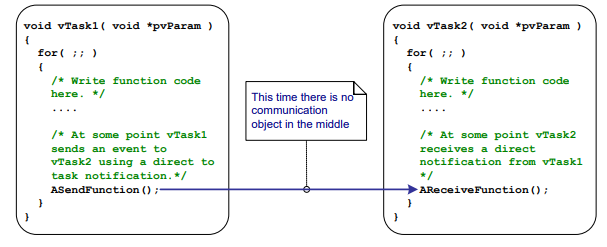 void vTask1( void *pvParam )
{
for( ;; )
{
/* Write function code
here. */
....
/* At some point vTask1
sends an event to
vTask2 using a direct to
task notification.*/
ASendFunction();
}
}
This time there is no
communication
object in the middle
void vTask2( void *pvParam )
{
for( ;; )
{
/* Write function code
here. */
....
/* At some point vTask2
receives a direct
notification from vTask1
*/
AReceiveFunction();
}
}